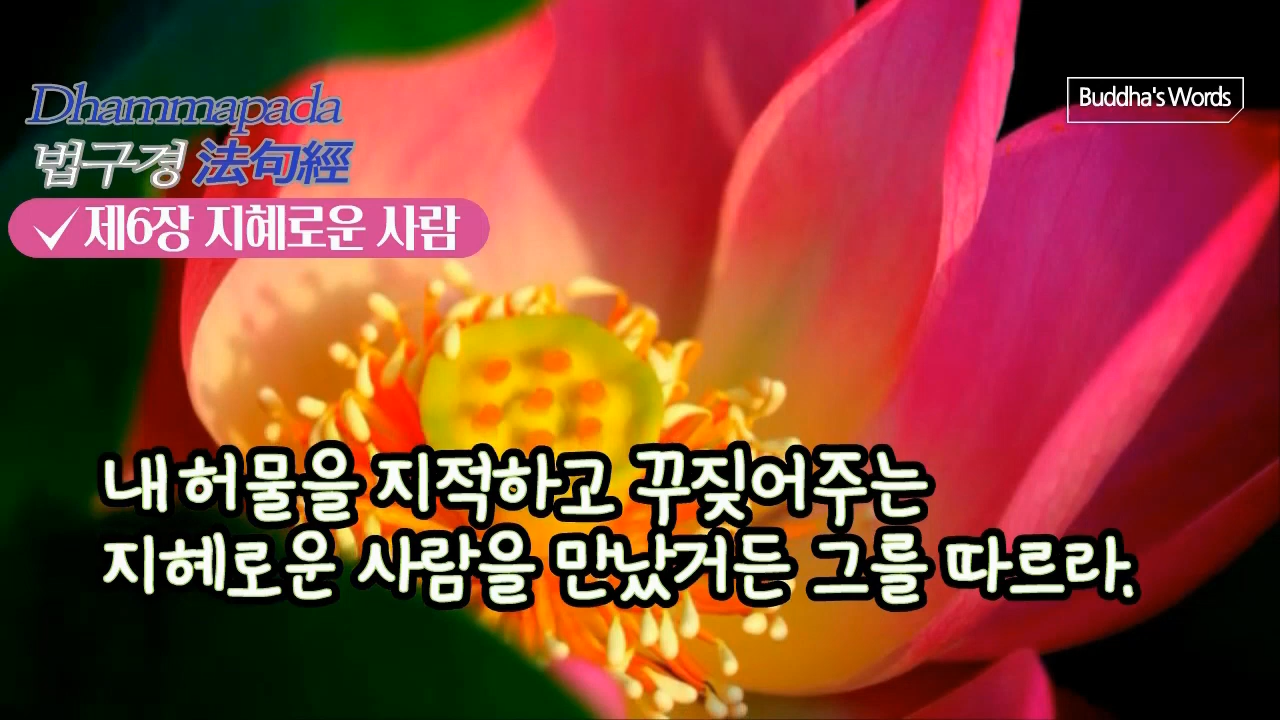 Dhammapada
법구경 法句經
제6장 지혜로운 사람
Buddha's Words
내 허물을 지적하고 꾸짖어주는
지혜로운 사람을 만났거든 그를 따르라.